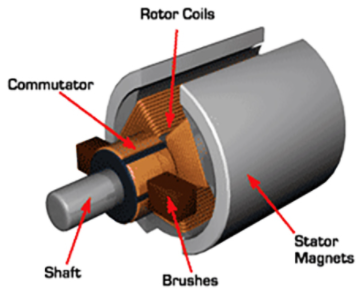 Rotor Coils
Commutator
Stator
Magnets
Shaft
Brushes